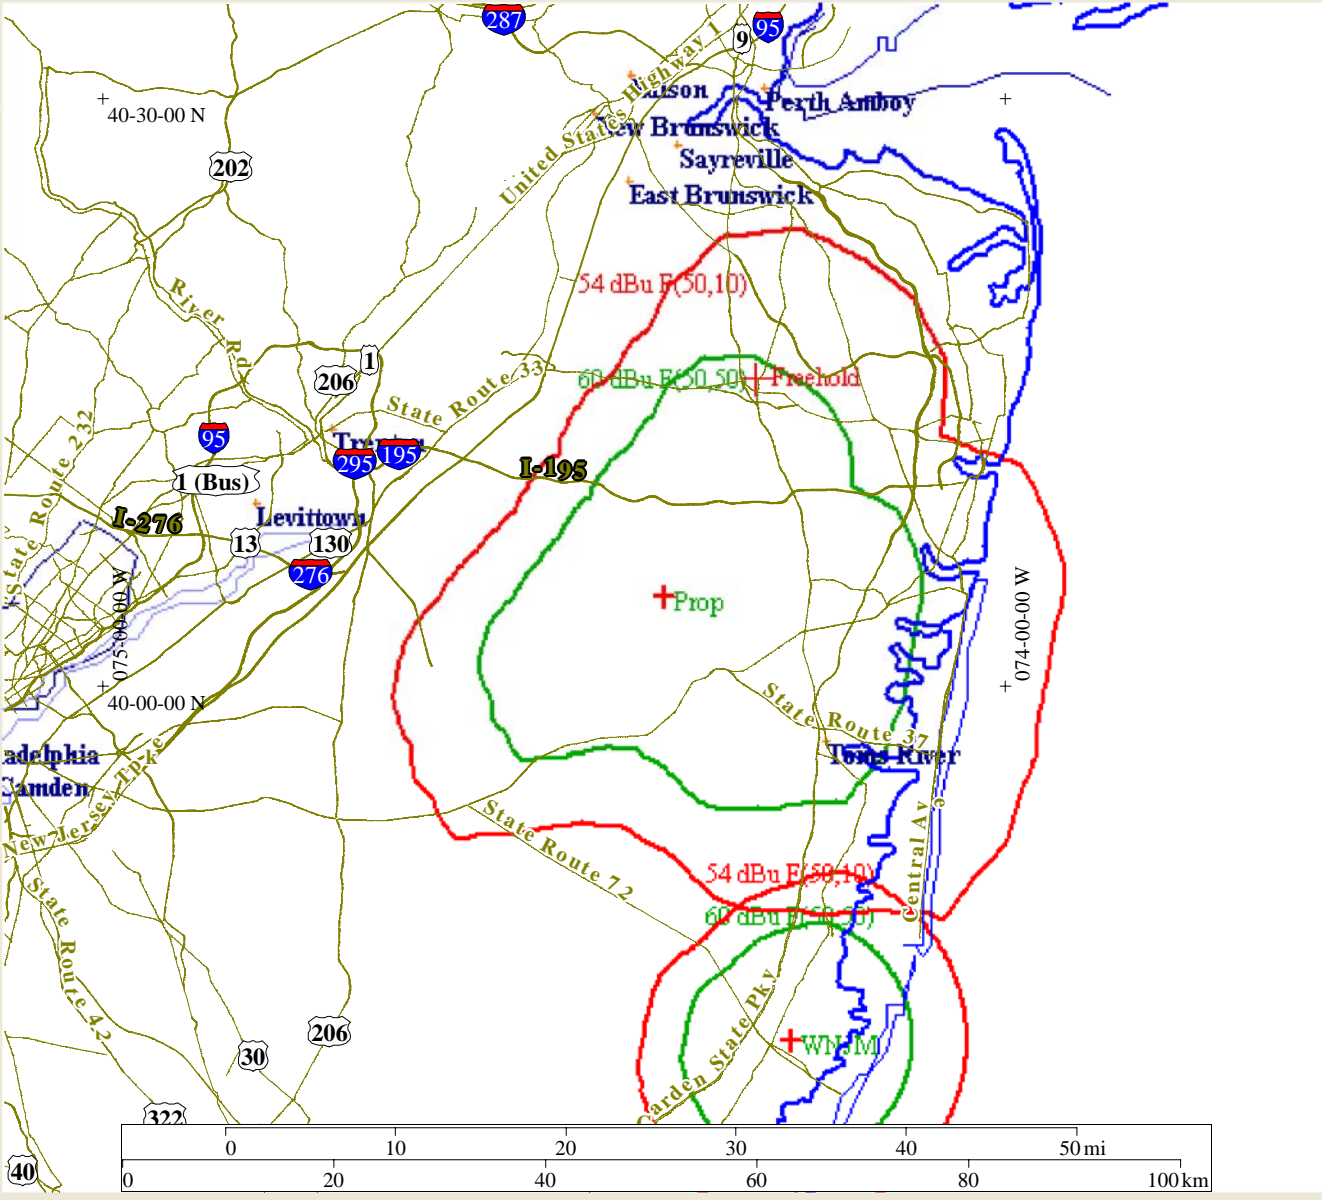 287
95
9
United States Highway 1
Perth Amboy
40-30-00 N
New Brunswick
202
Sayreville
East Brunswick
54 dBu F(50,10)
River Rd
1
206
60 dBu F(50,50)
Freehold
State Route 33
State Route 232
95
Trenton
295
195
I-195
1 (Bus)
I-276
Levittown
13
130
276
075-00-00 W
074-00-00 W
Prop
40-00-00 N
State Route 37
Toms River
adelphia
Camden
New Jersey Tpke
State Route 72
Central Ave
54 dBu F(50,10)
60 dBu F(50,50)
State Route 42
206
30
WNJM
Garden State Pky
322
40
0 10 20 30 40 50 mi
0 20 40 60 80 100 km